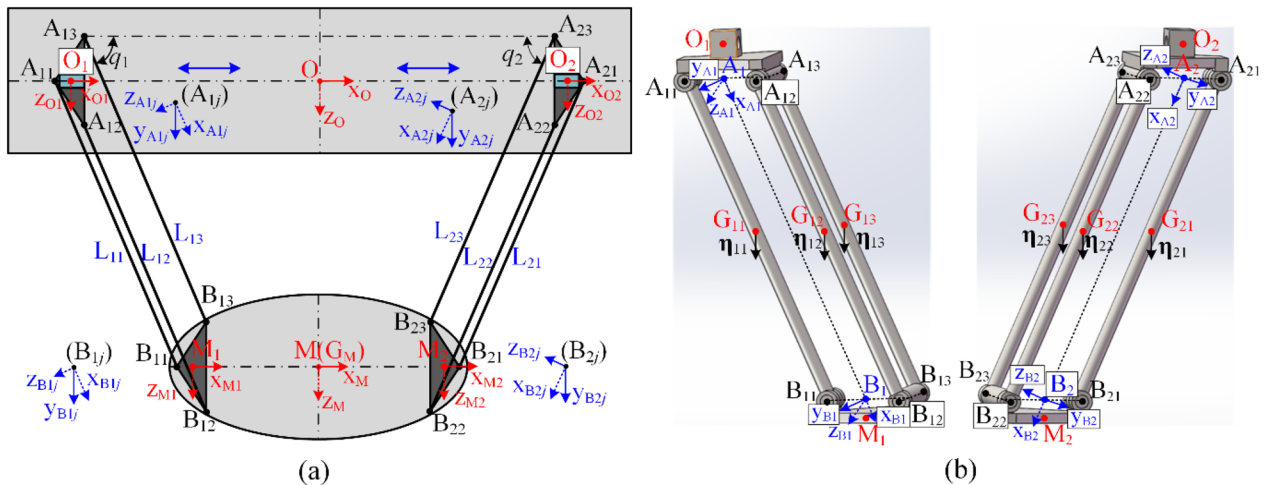 A13
A23
q1
q2
O1
O
O2
A11
A21
xO1
xO
xO2
zO1
zO
zO2
zA1j
(A1j)
zA2j
(A2j)
A12
A22
yA1j
xA1j
xA2j
yA2j
L13
L23
L11
L12
L22
L21
B13
B23
B11
M1
M(GM)
M2
B21
(B1j)
(B2j)
zB1j
xB1j
xM1
xM
xM2
zB2j
xB2j
yB1j
zM1
zM
zM2
yB2j
B12
B22
(a)
O1
O2
yA1
A1
A13
A23
zA2
A2
A21
A11
A12
A22
yA2
zA1
xA1
xA2
G11
G12
G13
G23
G22
G21
η11
η12
η13
η23
η22
η21
B11
B1
B13
B23
zB2
B2
B21
yB1
xB1
B12
B22
yB2
zB1
M1
xB2
M2
(b)